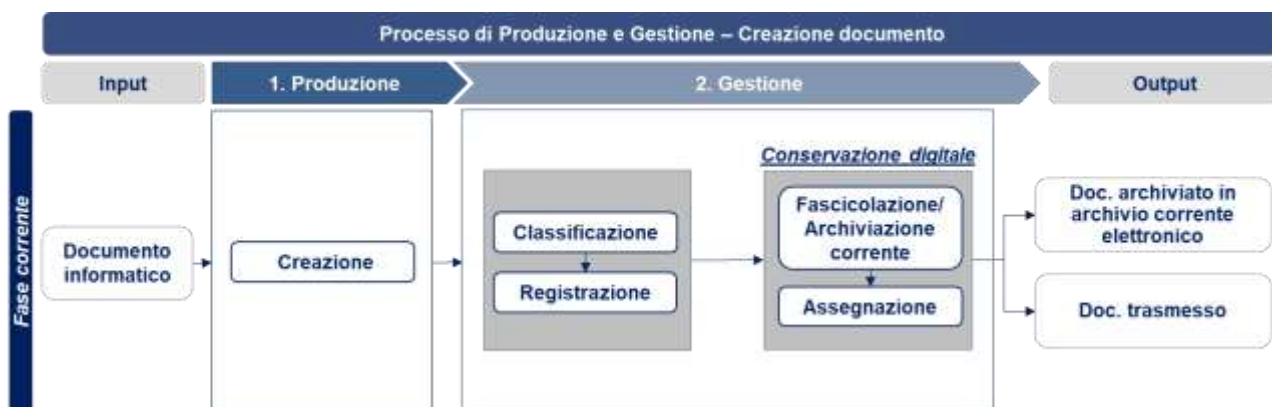 Processo di Produzione e Gestione – Creazione documento
Input
1. Produzione
2. Gestione
Output
Fase corrente
Documento
informatico
Creazione
Classificazione
Registrazione
Conservazione digitale
Fascicolazione/
Archiviazione
corrente
Assegnazione
Doc. archiviato in
archivio corrente
elettronico
Doc. trasmesso